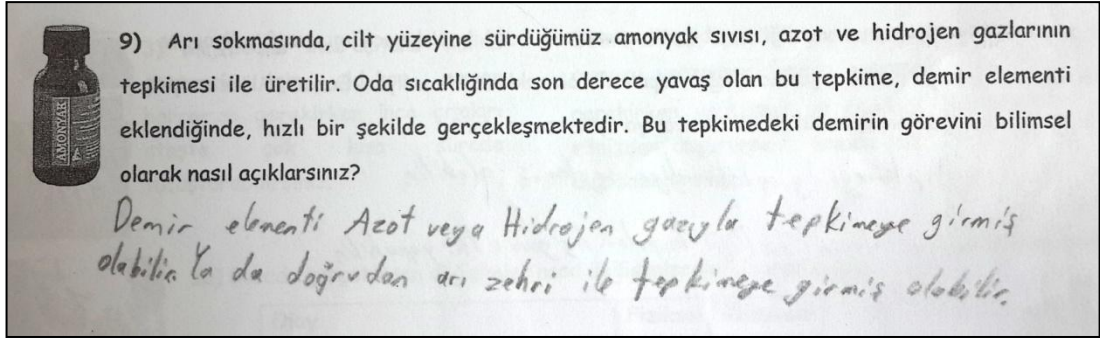 9) Arı sokmasında, cilt yüzeyine sürdüğümüz amonyak sıvısı, azot ve hidrojen gazlarının
tepkimesi ile üretilir. Oda sıcaklığında son derece yavaş olan bu tepkime, demir elementi
eklendiğinde, hızlı bir şekilde gerçekleşmektedir. Bu tepkimedeki demirin görevini bilimsel
olarak nasıl açıklarsınız?
AMONYAK
Demir elementi Azot veya Hidrojen gazıyla tepkimeye girmiş
olabilir. Ya da doğrudan arı zehri ile tepkimeye girmiş olabilir.